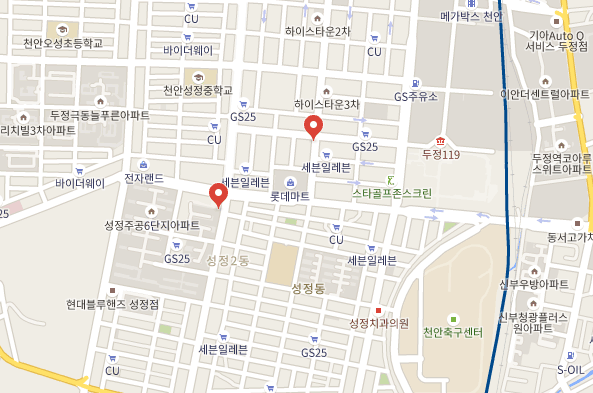 CU
메가박스 천안
하이스타운2차
천안오성초등학교
바이더웨이
CU
기아Auto Q
서비스 두정점
천안성정중학교
GS주유소
이안더센트럴아파트
하이스타운3차
두정극동늘푸른아파트
GS25
리치빌3차아파트
CU
GS25
두정119
두정역코아루
스위트아파트
전자랜드
세븐일레븐
바이더웨이
세븐일레븐
롯데마트
스타골프존스크린
25
성정주공6단지아파트
CU
동서고가차
GS25
성정2동
세븐일레븐
성정동
신부우방아파트
현대블루핸즈 성정점
성정치과의원
천안축구센터
신부청광플러스
원아파트
세븐일레븐
GS25
CU
S-OIL
CU